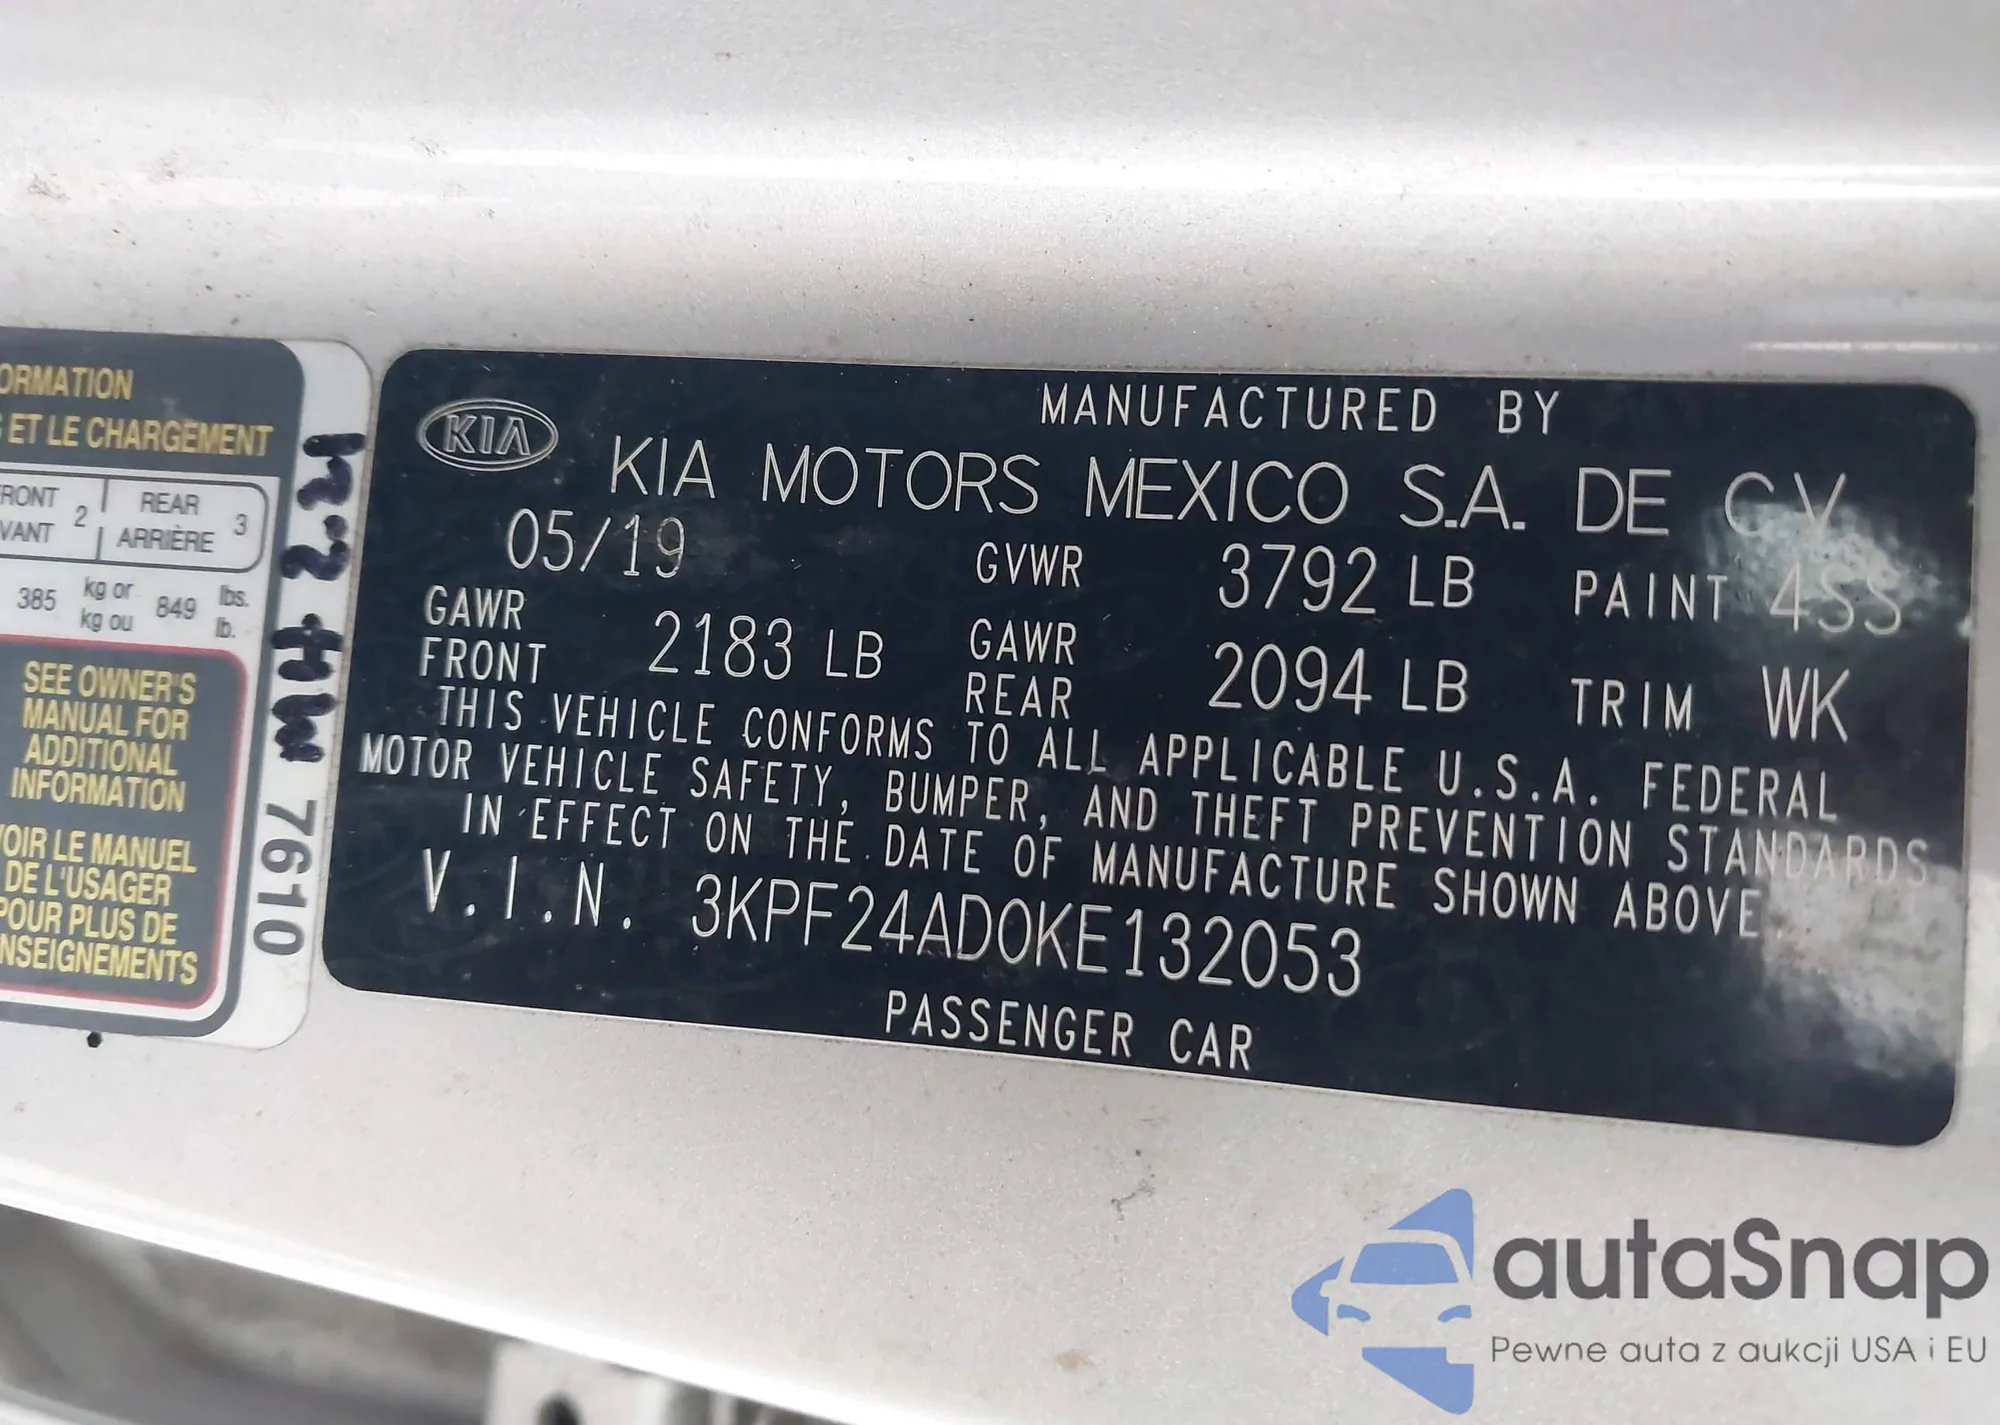 ORMATION
ET LE CHARGEMENT
RONT
VANT 2
REAR
ARRIÈRE 3
385 kg or
kg ou 849 lbs.
lb.
SEE OWNER'S
MANUAL FOR
ADDITIONAL
INFORMATION
VOIR LE MANUEL
DE L'USAGER
POUR PLUS DE
NSEIGNEMENTS
HW 7610
KIA
MANUFACTURED BY
KIA MOTORS MEXICO S.A. DE C V
05/19 GVWR 3792 LB PAINT 4SS
GAWR
FRONT 2183 LB GAWR
REAR 2094 LB TRIM WK
THIS VEHICLE CONFORMS TO ALL APPLICABLE U.S.A. FEDERAL
MOTOR VEHICLE SAFETY, BUMPER, AND THEFT PREVENTION STANDARDS
IN EFFECT ON THE DATE OF MANUFACTURE SHOWN ABOVE.
V.I.N. 3KPF24AD0KE132053
PASSENGER CAR
autaSnap
Pewne auta z aukcji USA i EU